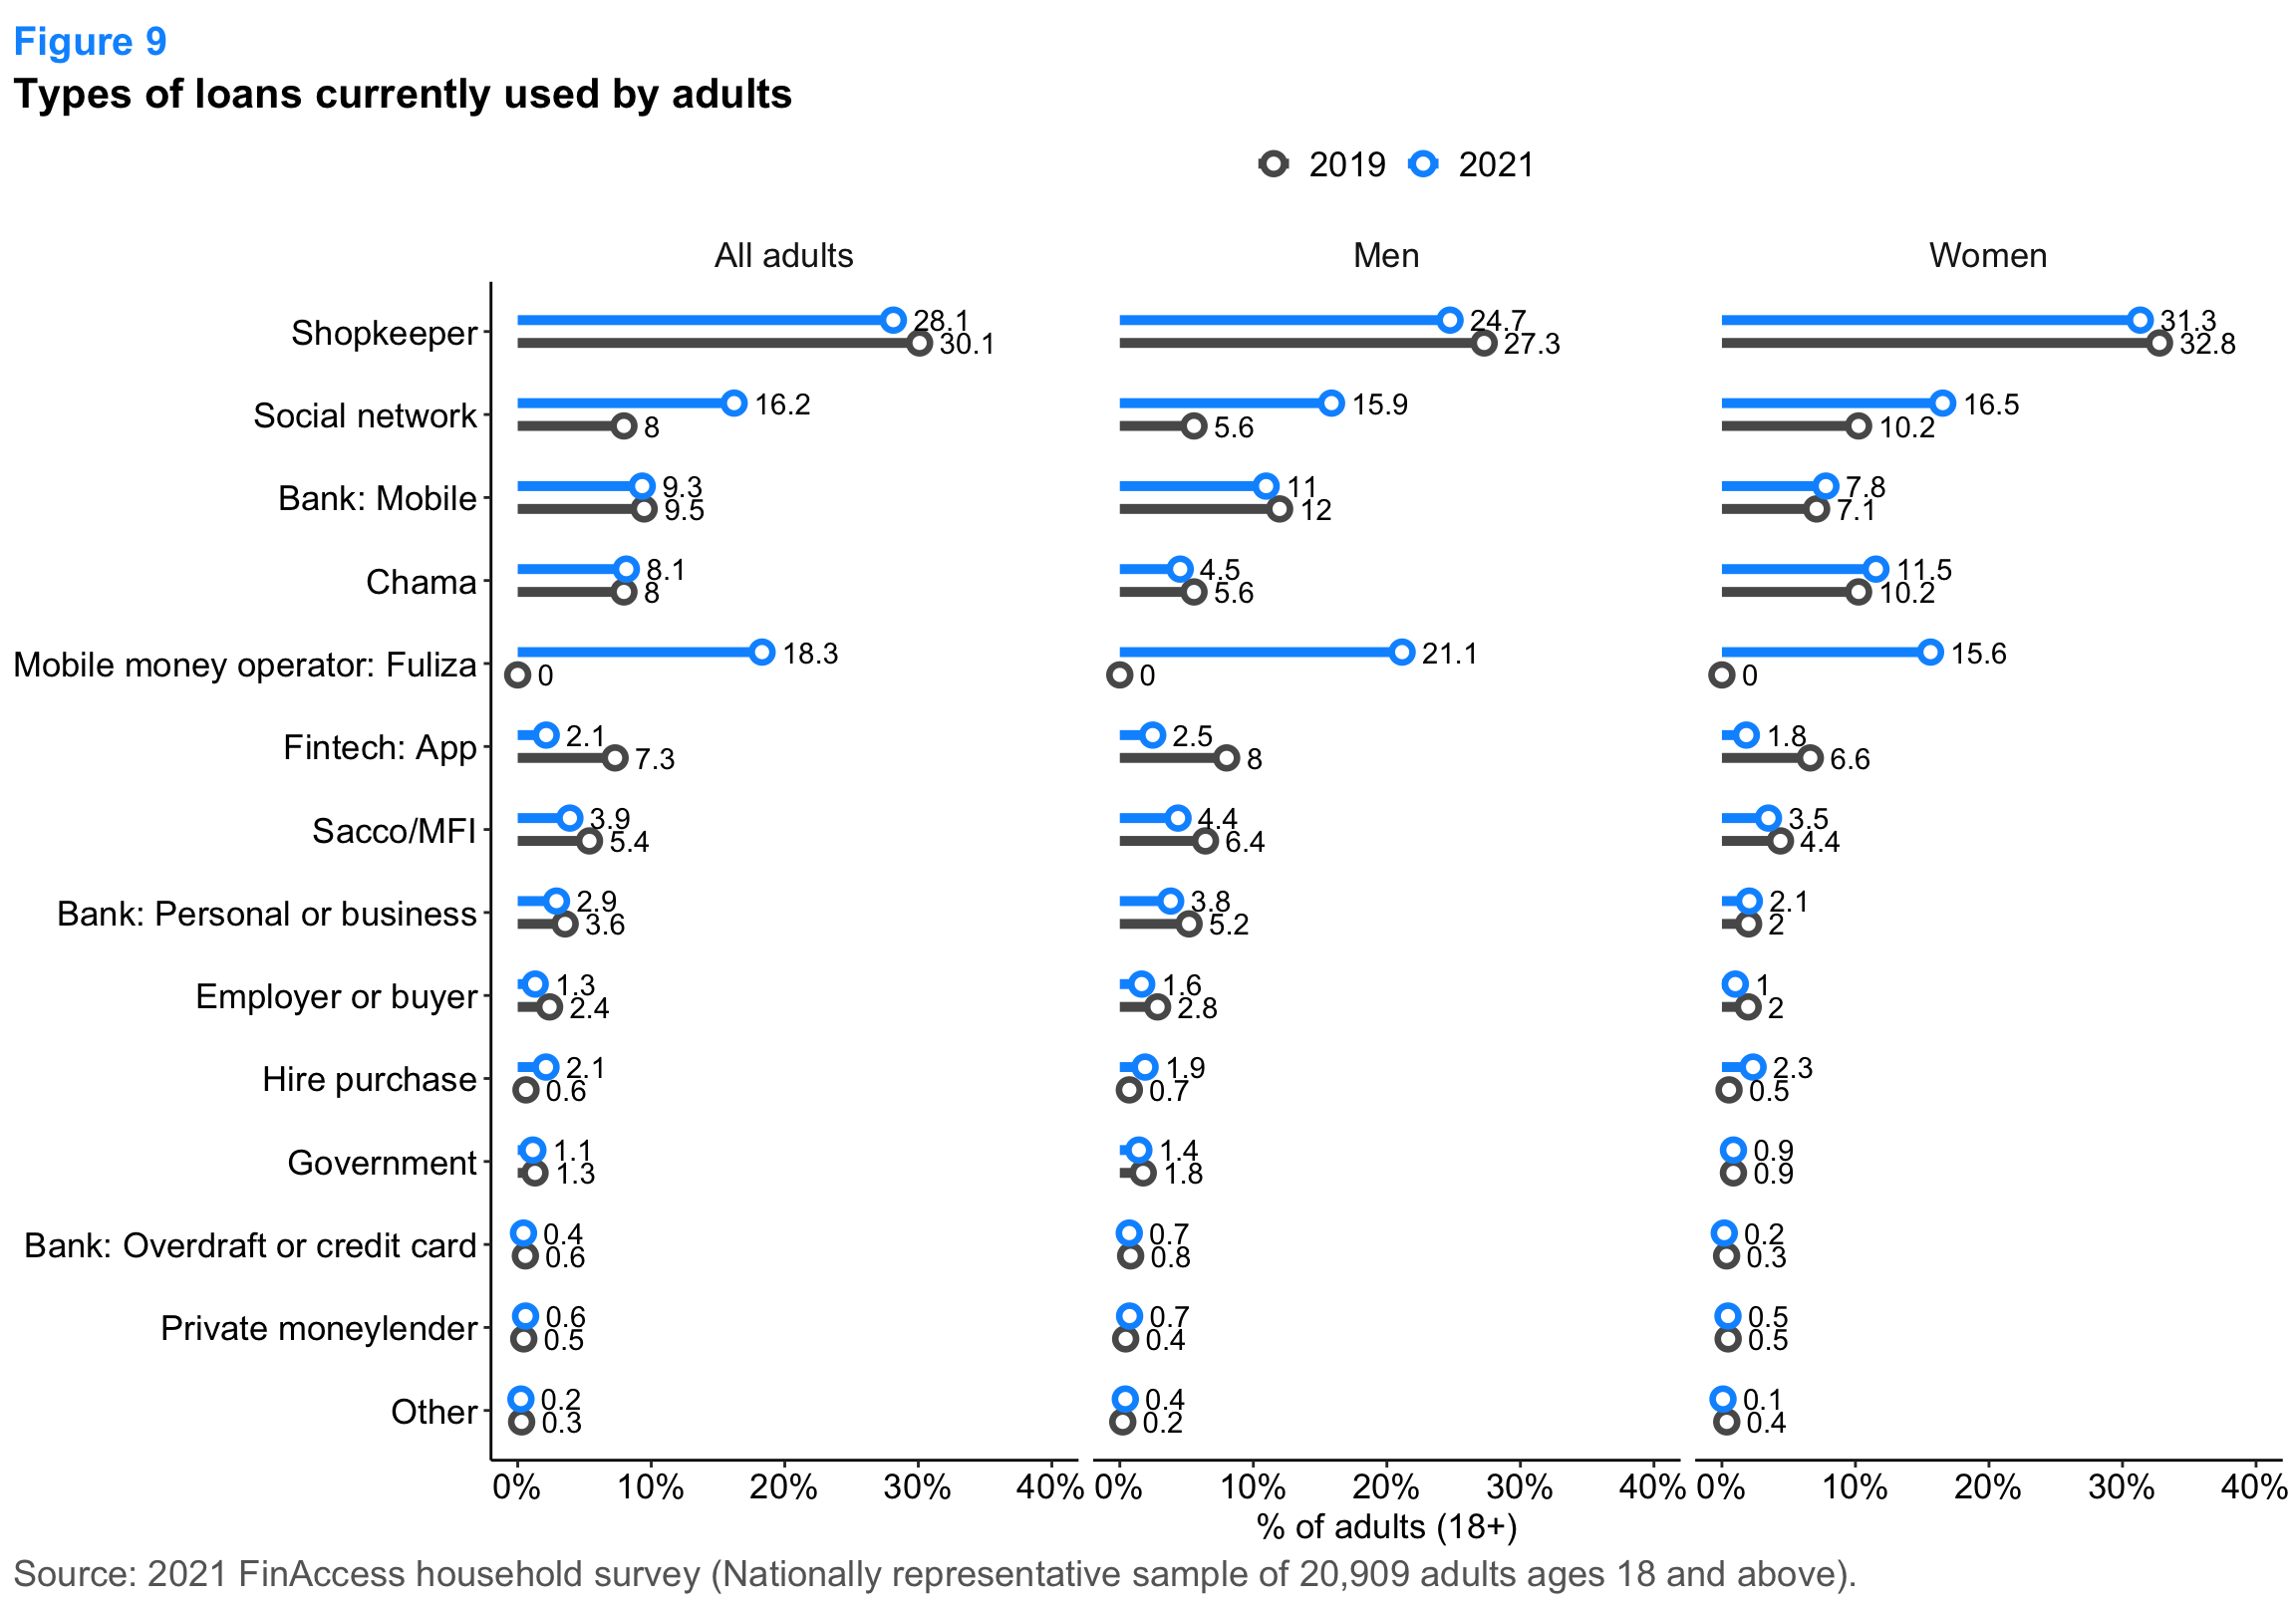 Figure 9
Types of loans currently used by adults
2019 2021
All adults Men Women
Shopkeeper 28.1 24.7 31.3
30.1 27.3 32.8
Social network 16.2 15.9 16.5
8 5.6 10.2
Bank: Mobile 9.3 11 7.8
9.5 12 7.1
Chama 8.1 4.5 11.5
8 5.6 10.2
Mobile money operator: Fuliza 18.3 21.1 15.6
0 0 0
Fintech: App 2.1 2.5 1.8
7.3 8 6.6
Sacco/MFI 3.9 4.4 3.5
5.4 6.4 4.4
Bank: Personal or business 2.9 3.8 2.1
3.6 5.2 2
Employer or buyer 1.3 1.6 1
2.4 2.8 2
Hire purchase 2.1 1.9 2.3
0.6 0.7 0.5
Government 1.1 1.4 0.9
1.3 1.8 0.9
Bank: Overdraft or credit card 0.4 0.7 0.2
0.6 0.8 0.3
Private moneylender 0.6 0.7 0.5
0.5 0.4 0.5
Other 0.2 0.4 0.1
0.3 0.2 0.4
0% 10% 20% 30% 40% 0% 10% 20% 30% 40% 0% 10% 20% 30% 40%
% of adults (18+)
Source: 2021 FinAccess household survey (Nationally representative sample of 20,909 adults ages 18 and above).